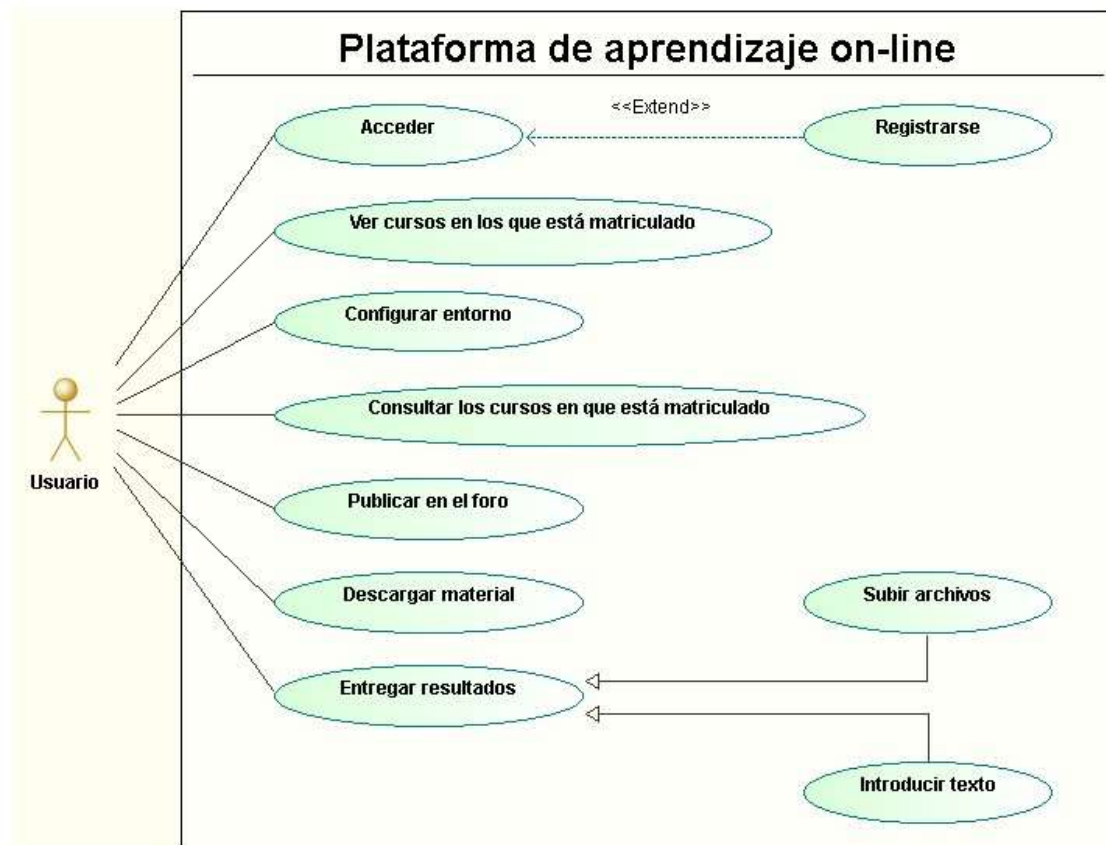 Plataforma de aprendizaje on-line
<<Extend>>
Acceder
Registrarse
Ver cursos en los que está matriculado
Configurar entorno
Consultar los cursos en que está matriculado
Usuario
Publicar en el foro
Descargar material
Subir archivos
Entregar resultados
Introducir texto